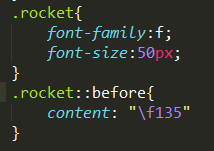 .rocket{
    font-family:f;
    font-size:50px;
}
.rocket::before{
    content: "\f135"
}